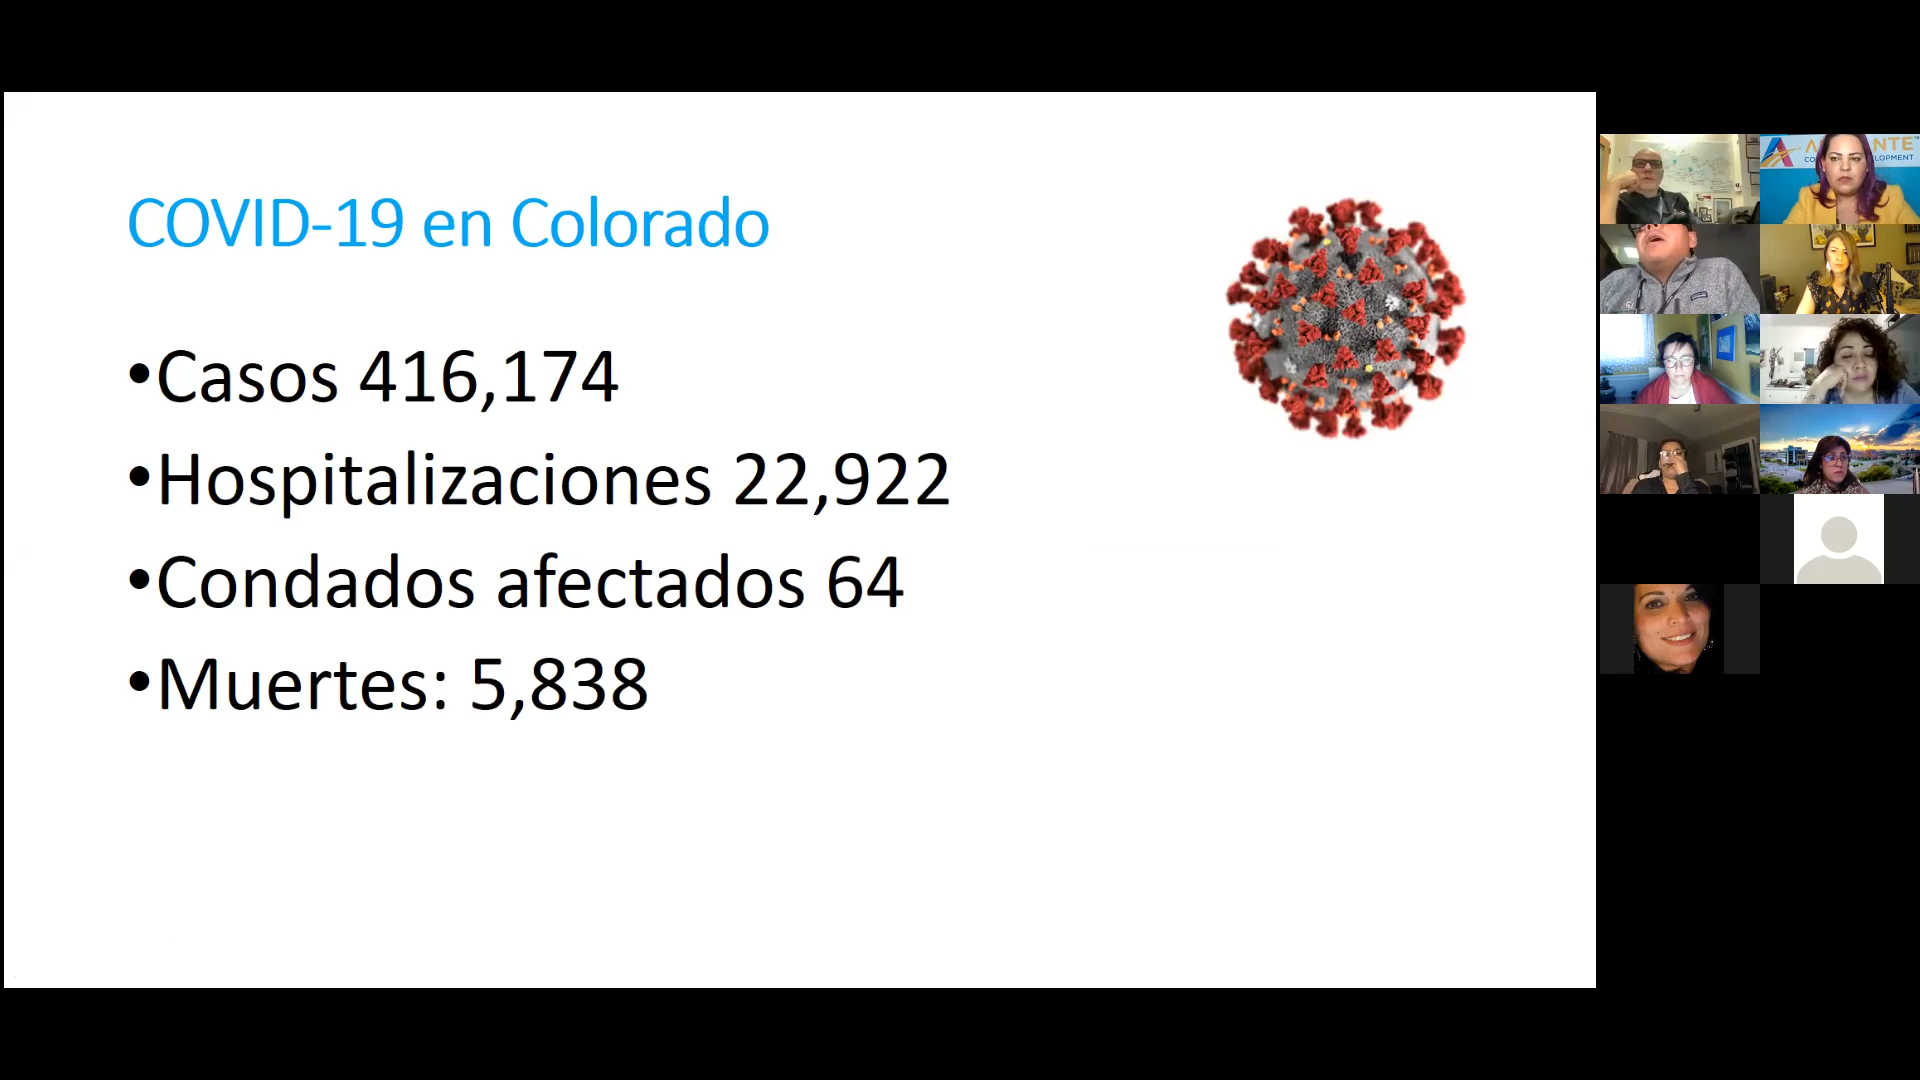 COVID-19 en Colorado
•Casos 416,174
•Hospitalizaciones 22,922
•Condados afectados 64
•Muertes: 5,838